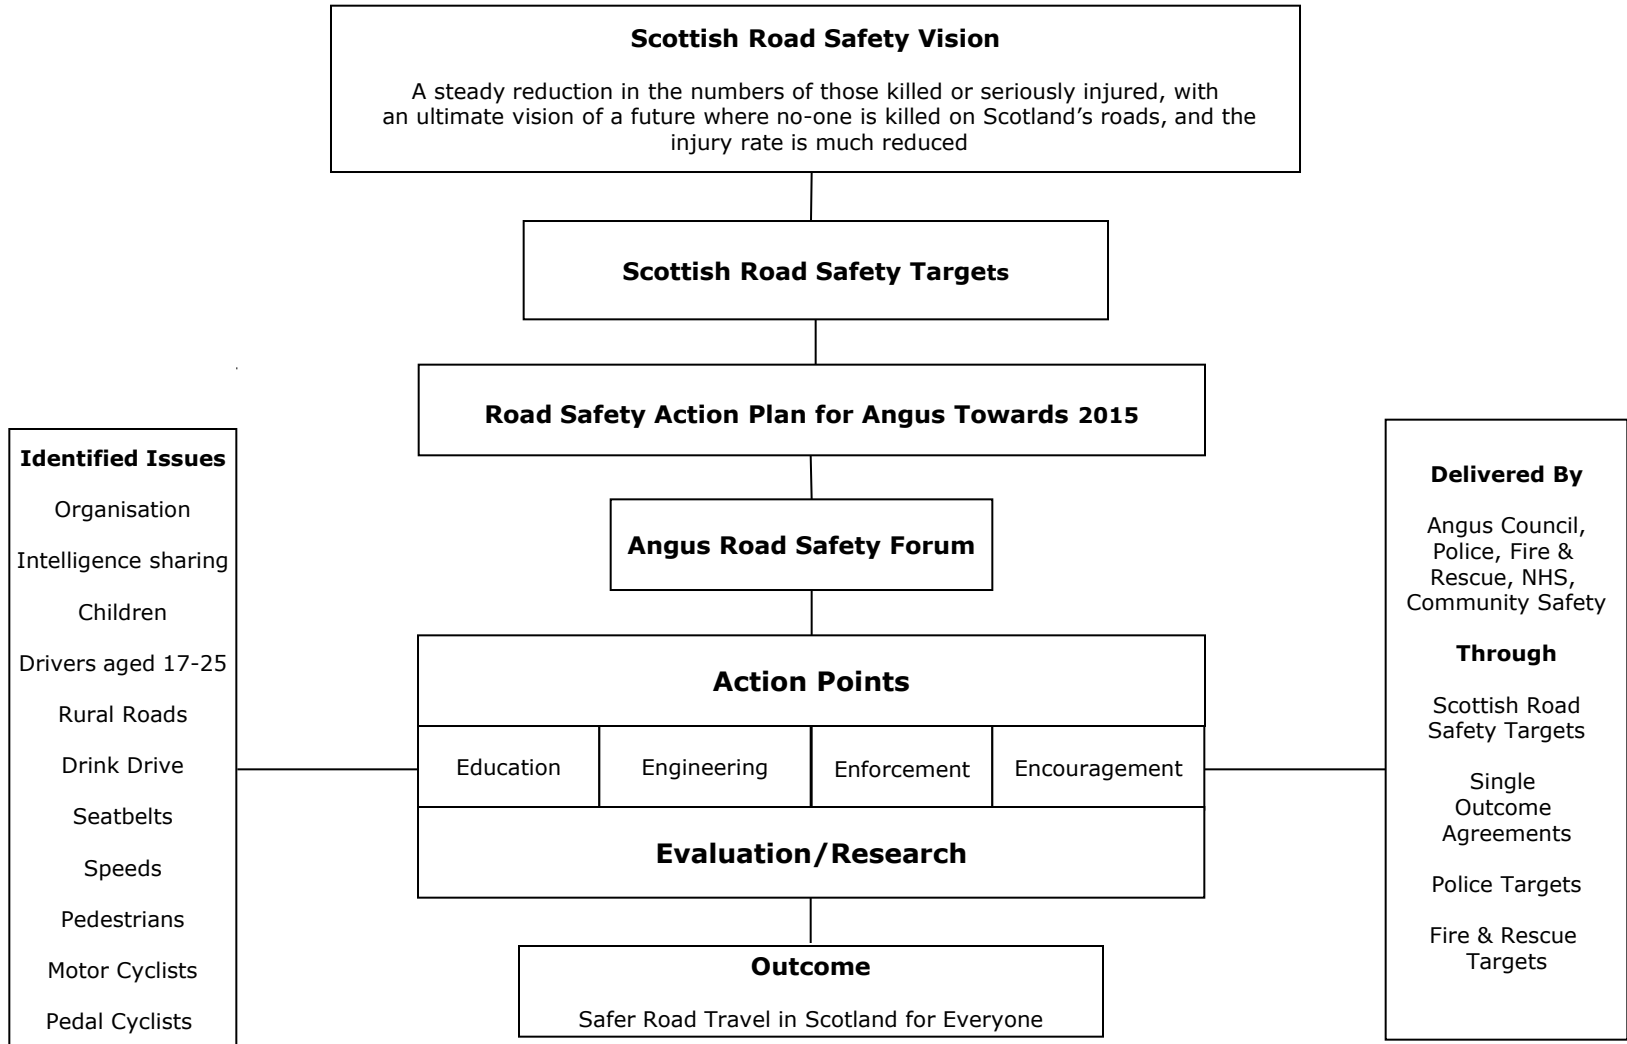 Scottish Road Safety Vision
A steady reduction in the numbers of those killed or seriously injured, with
an ultimate vision of a future where no-one is killed on Scotland’s roads, and the
injury rate is much reduced
Scottish Road Safety Targets
Road Safety Action Plan for Angus Towards 2015
Angus Road Safety Forum
Identified Issues
Organisation
Intelligence sharing
Children
Drivers aged 17-25
Rural Roads
Drink Drive
Seatbelts
Speeds
Pedestrians
Motor Cyclists
Pedal Cyclists
Action Points
Education
Engineering
Enforcement
Encouragement
Evaluation/Research
Outcome
Safer Road Travel in Scotland for Everyone
Delivered By
Angus Council,
Police, Fire &
Rescue, NHS,
Community Safety
Through
Scottish Road
Safety Targets
Single
Outcome
Agreements
Police Targets
Fire & Rescue
Targets